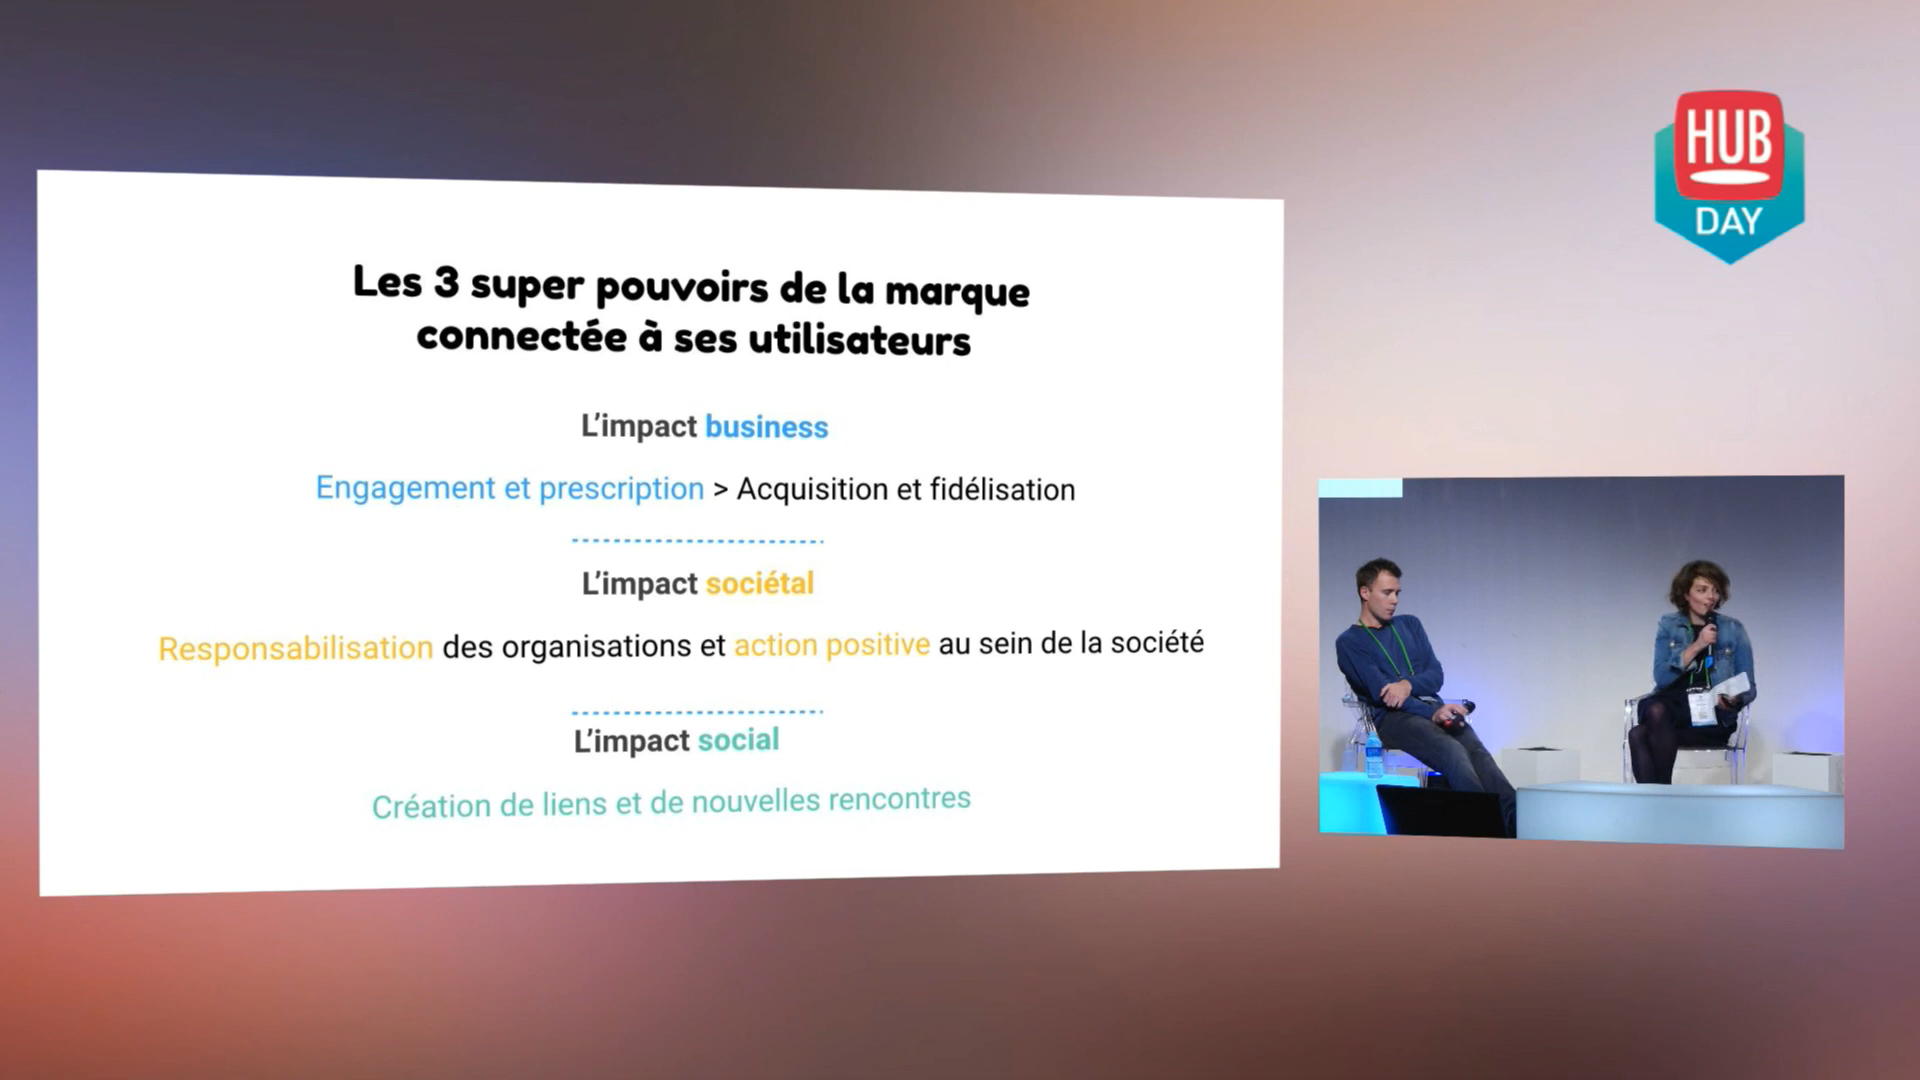 Les 3 super pouvoirs de la marque
connectée à ses utilisateurs
L’impact business
Engagement et prescription > Acquisition et fidélisation
L’impact sociétal
Responsabilisation des organisations et action positive au sein de la société
L’impact social
Création de liens et de nouvelles rencontres
HUB
DAY